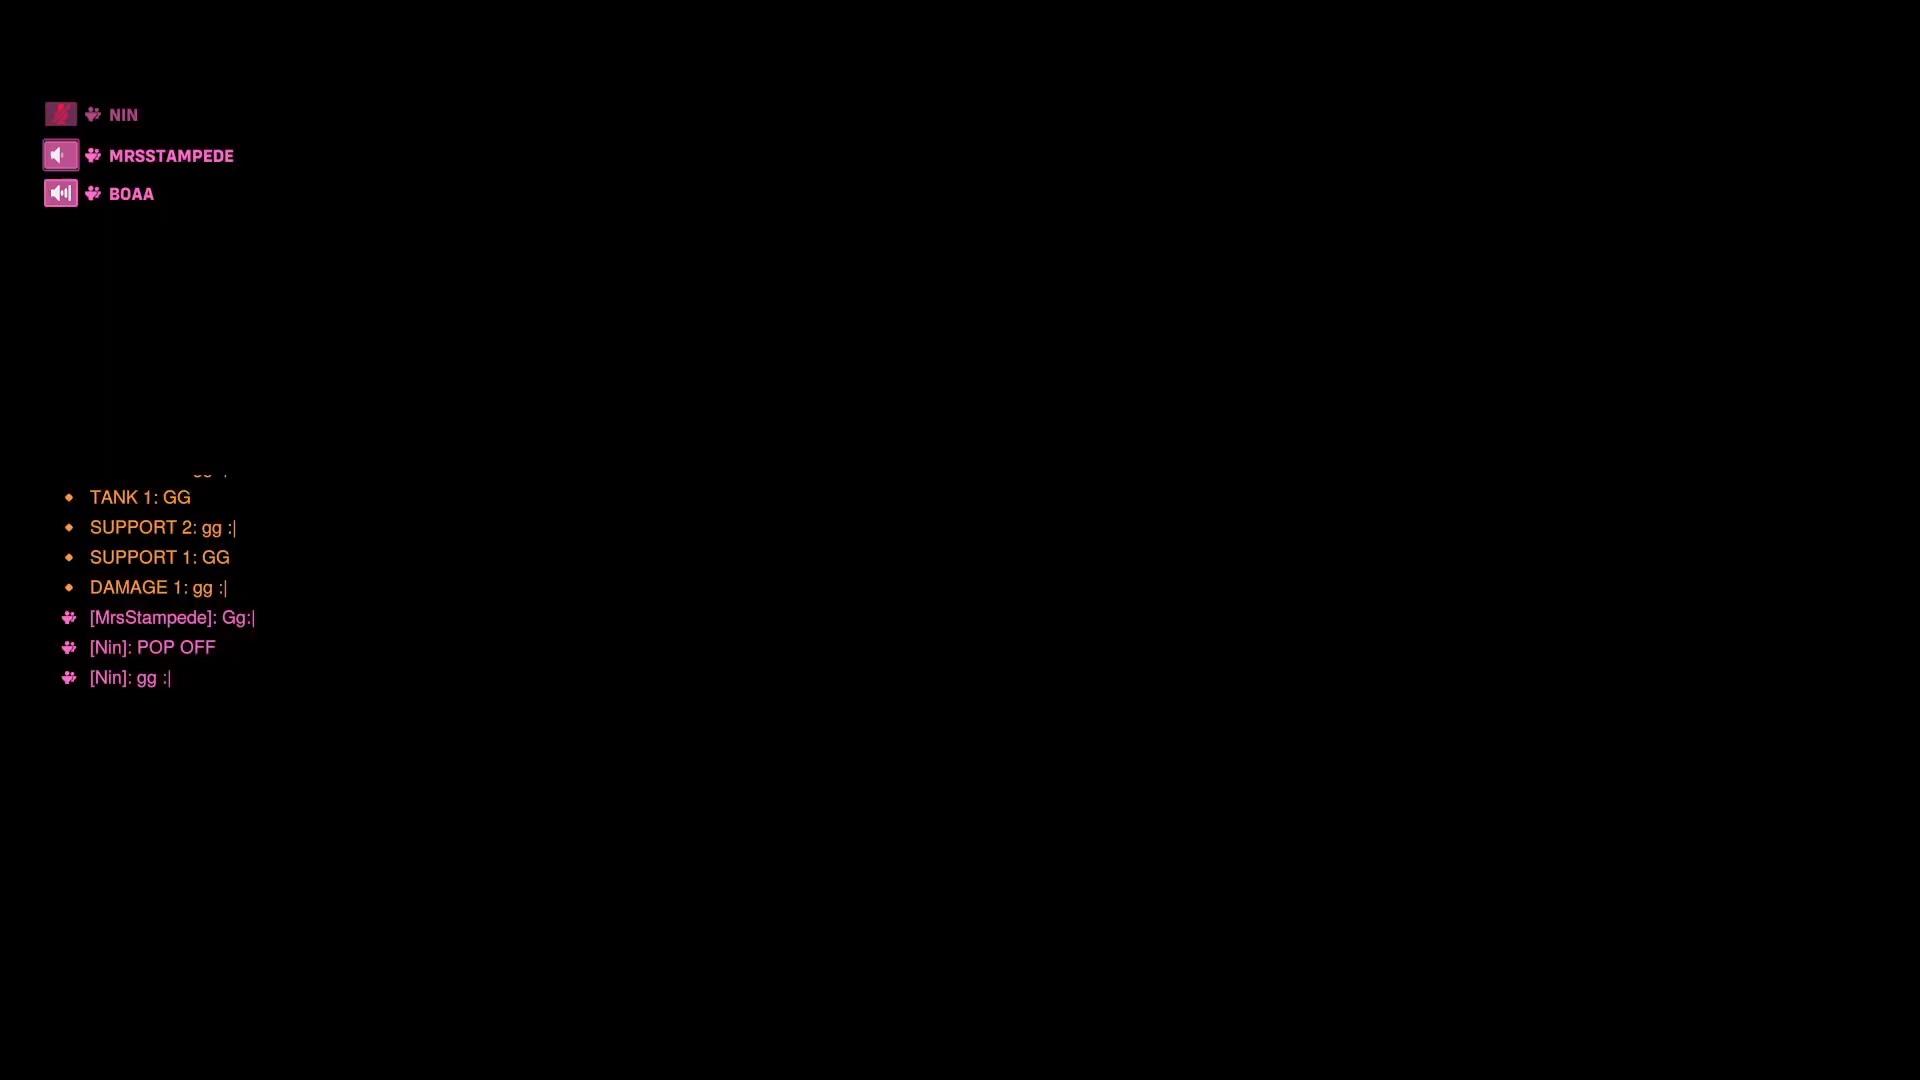 NIN
MRSSTAMPEDE
BOAA
TANK 1: GG
SUPPORT 2: gg :|
SUPPORT 1: GG
DAMAGE 1: gg :|
[MrsStampede]: Gg:|
[Nin]: POP OFF
[Nin]: gg :|